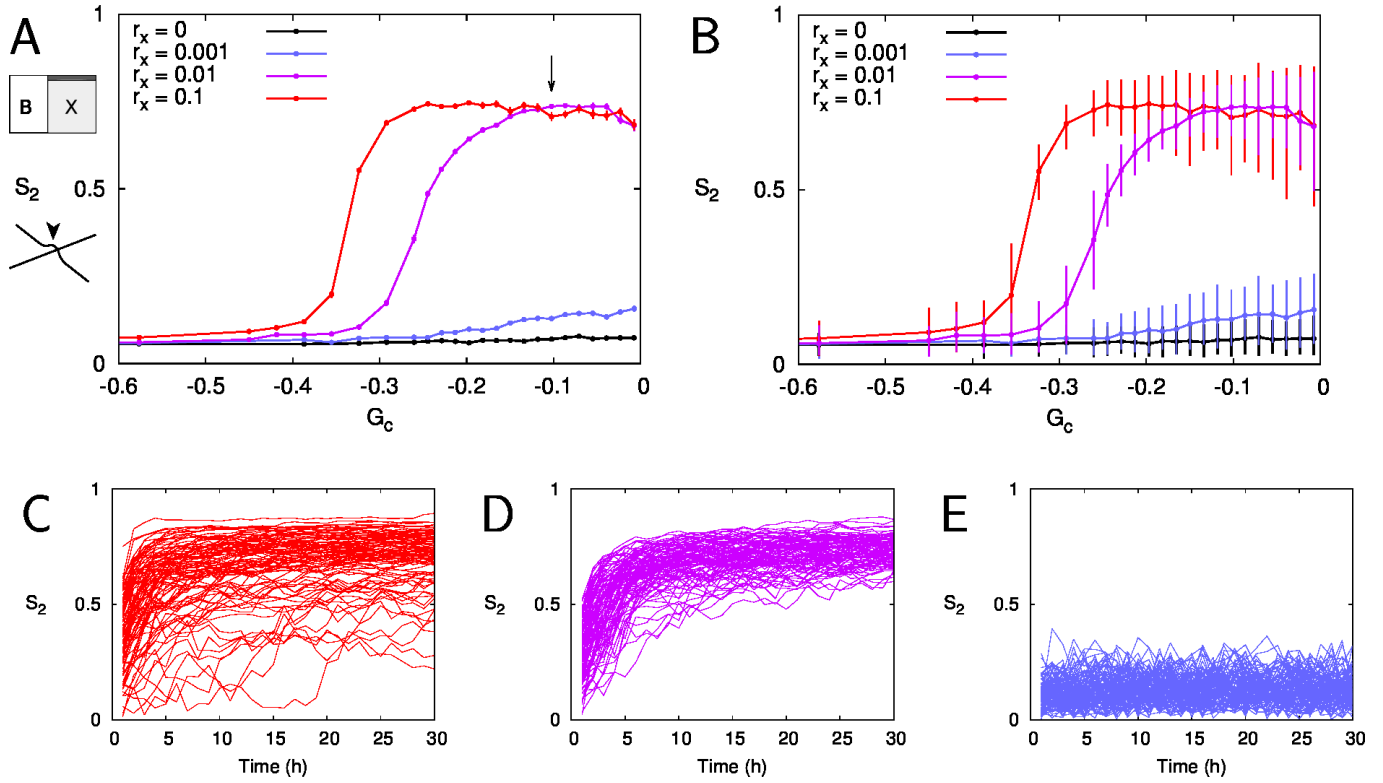 A
r_x = 0
r_x = 0.001
r_x = 0.01
r_x = 0.1
B X
S_2
1
0.5
0
-0.6 -0.5 -0.4 -0.3 -0.2 -0.1 0
G_c
B
r_x = 0
r_x = 0.001
r_x = 0.01
r_x = 0.1
S_2
1
0.5
0
-0.6 -0.5 -0.4 -0.3 -0.2 -0.1 0
G_c
C
S_2
1
0.5
0
0 5 10 15 20 25 30
Time (h)
D
S_2
1
0.5
0
0 5 10 15 20 25 30
Time (h)
E
S_2
1
0.5
0
0 5 10 15 20 25 30
Time (h)